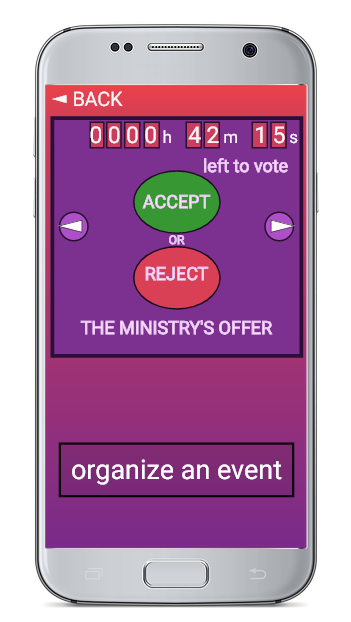 ◄ BACK
0000h 42m 15s
left to vote
ACCEPT
OR
REJECT
THE MINISTRY'S OFFER
organize an event